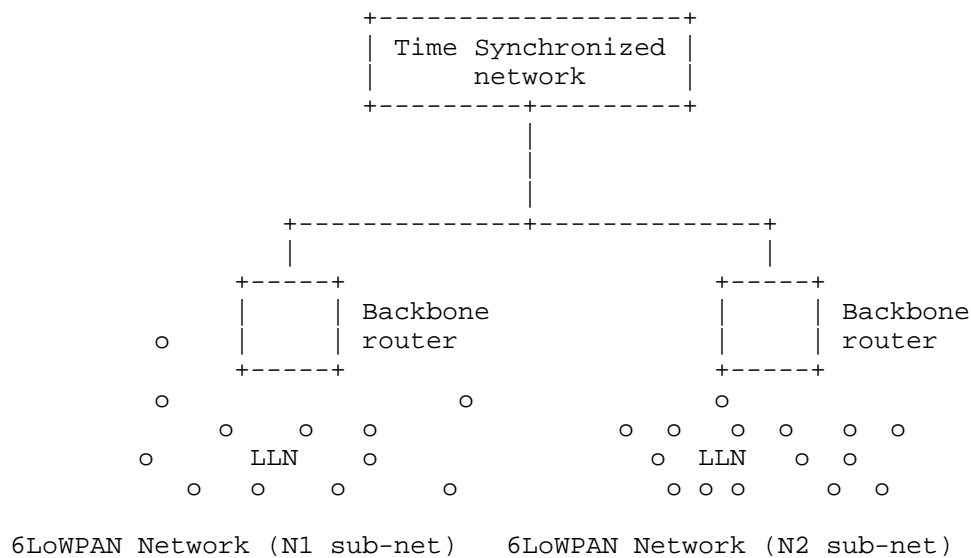 Time Synchronized
network
Backbone
router
Backbone
router
LLN
LLN
6LoWPAN Network (N1 sub-net)
6LoWPAN Network (N2 sub-net)